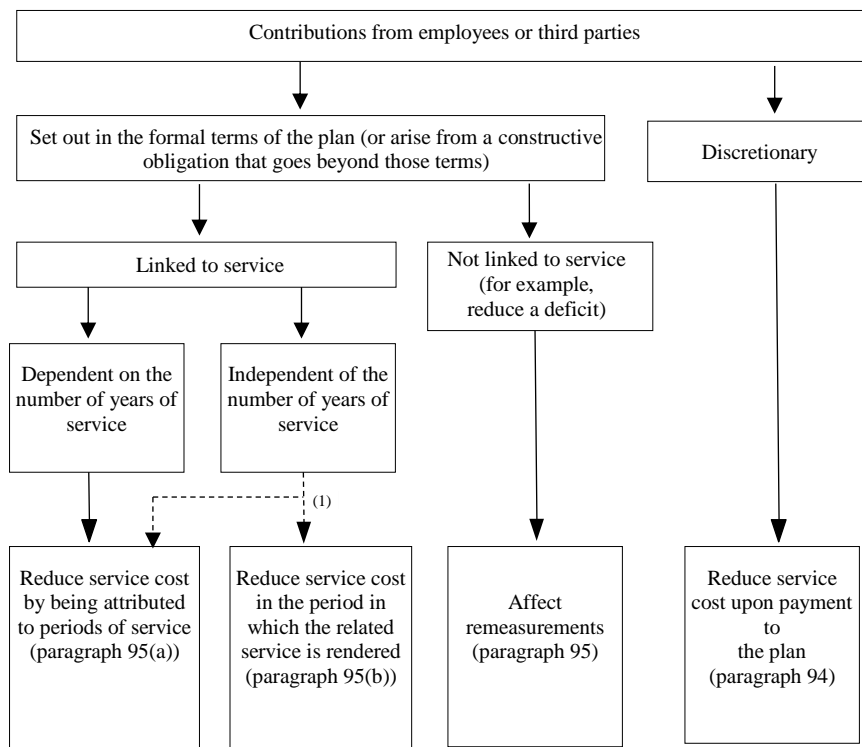 Contributions from employees or third parties
Set out in the formal terms of the plan (or arise from a constructive
obligation that goes beyond those terms)
Discretionary
Linked to service
Not linked to service
(for example,
reduce a deficit)
Dependent on the
number of years of
service
Independent of the
number of years of
service
(1)
Reduce service cost
by being attributed
to periods of service
(paragraph 95(a))
Reduce service cost
in the period in
which the related
service is rendered
(paragraph 95(b))
Affect
remeasurements
(paragraph 95)
Reduce service
cost upon payment
to
the plan
(paragraph 94)